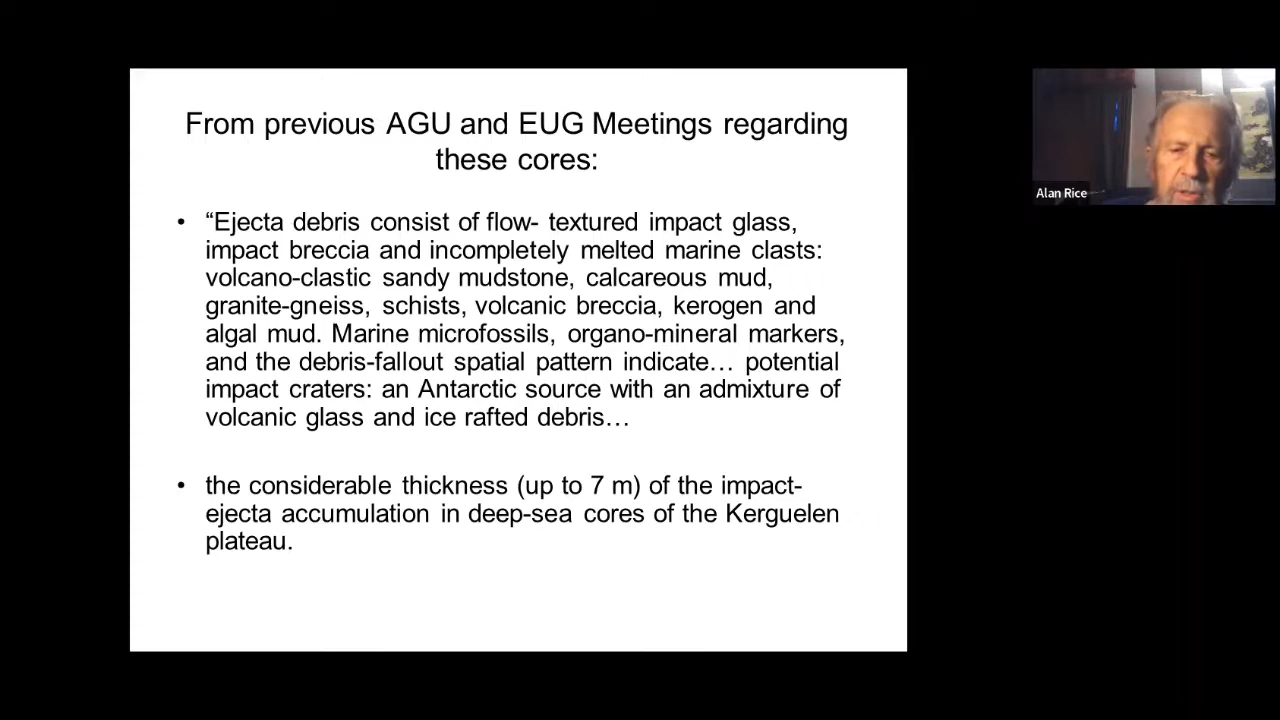 From previous AGU and EUG Meetings regarding
these cores:
• “Ejecta debris consist of flow- textured impact glass,
impact breccia and incompletely melted marine clasts:
volcano-clastic sandy mudstone, calcareous mud,
granite-gneiss, schists, volcanic breccia, kerogen and
algal mud. Marine microfossils, organo-mineral markers,
and the debris-fallout spatial pattern indicate… potential
impact craters: an Antarctic source with an admixture of
volcanic glass and ice rafted debris…
• the considerable thickness (up to 7 m) of the impact-
ejecta accumulation in deep-sea cores of the Kerguelen
plateau.
Alan Rice